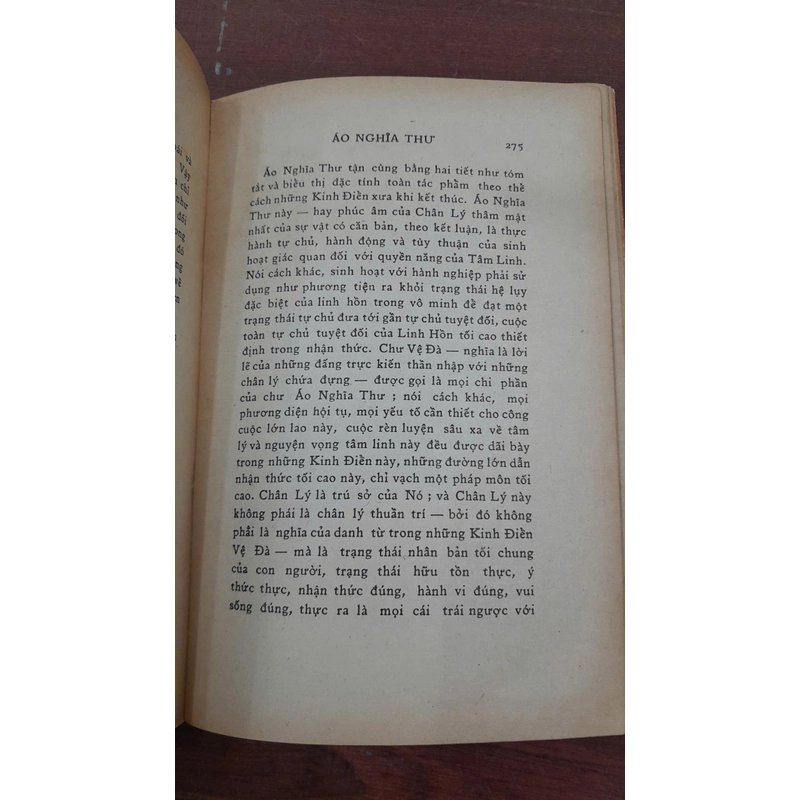 ái và
Vập
a chỉ
như
đối
ong
đó
động
về
ềm
ÁO NGHĨA THƯ
275
Áo Nghĩa Thư tận cùng bằng hai tiết như tóm
tắt và biểu thị đặc tính toàn tác phẩm theo thể
cách những Kinh Điển xưa khi kết thúc. Áo Nghĩa
Thư này — hay phúc âm của Chân Lý thâm mật
nhất của sự vật có căn bản, theo kết luận, là thực
hành tự chủ, hành động và tùy thuận của sinh
hoạt giác quan đối với quyền năng của Tâm Linh.
Nói cách khác, sinh hoạt với hành nghiệp phải sử
dụng như phương tiện ra khỏi trạng thái hệ lụy
đặc biệt của linh hồn trong vô minh để đạt một
trạng thái tự chủ đưa tới gần tự chủ tuyệt đối, cuộc
toàn tự chủ tuyệt đối của Linh Hồn tối cao thiết
định trong nhận thức. Chư Vệ Đà — nghĩa là lời
lẽ của những đấng trực kiến thần nhập với những
chân lý chứa đựng — được gọi là mọi chi phần
của chư Áo Nghĩa Thư ; nói cách khác, mọi
phương diện hội tụ, mọi yếu tố cần thiết cho công
cuộc lớn lao này, cuộc rèn luyện sâu xa về tâm
lý và nguyện vọng tâm linh này đều được dãi bày
trong những Kinh Điển này, những đường lớn dẫn
nhận thức tối cao này, chỉ vạch một pháp môn tối
cao. Chân Lý là trú sở của Nó ; và Chân Lý này
không phải là chân lý thuần trí — bởi đó không
phải là nghĩa của danh từ trong những Kinh Điển
Vệ Đà — mà là trạng thái nhân bản tối chung
của con người, trạng thái hữu tồn thực, ý
thức thực, nhận thức đúng, hành vi đúng, vui
sống đúng, thực ra là mọi cái trái ngược với